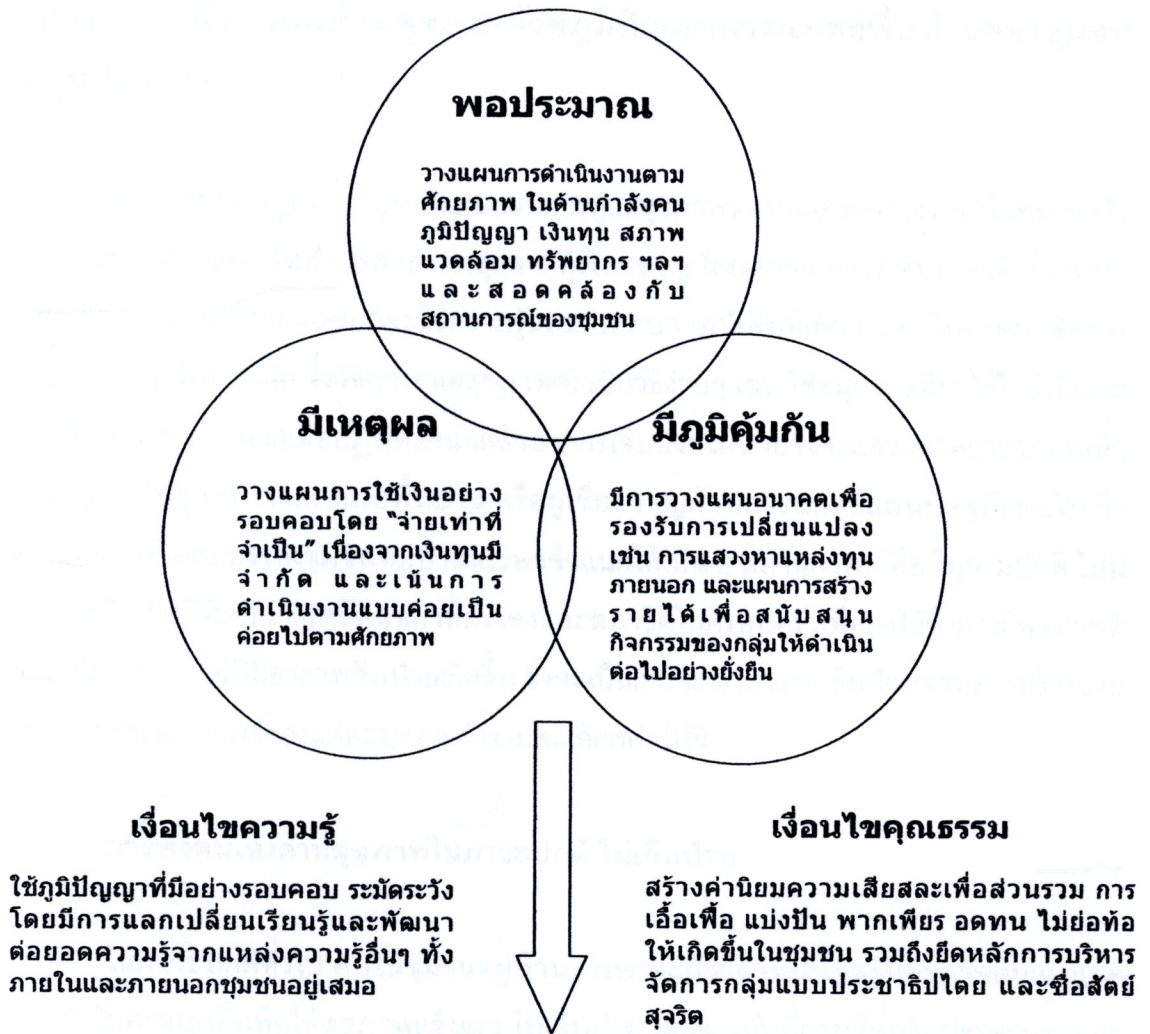 พอประมาณ
วางแผนการดำเนินงานตาม
ศักยภาพ ในด้านกำลังคน
ภูมิปัญญา เงินทุน สภาพ
แวดล้อม ทรัพยากร ฯลฯ
และสอดคล้องกับ
สถานการณ์ของชุมชน
มีเหตุผล
วางแผนการใช้เงินอย่าง
รอบคอบโดย "จ่ายเท่าที่
จำเป็น" เนื่องจากเงินทุนมี
จำกัด และเน้นการ
ดำเนินงานแบบค่อยเป็น
ค่อยไปตามศักยภาพ
มีภูมิคุ้มกัน
มีการวางแผนอนาคตเพื่อ
รองรับการเปลี่ยนแปลง
เช่น การแสวงหาแหล่งทุน
ภายนอก และแผนการสร้าง
รายได้เพื่อสนับสนุน
กิจกรรมของกลุ่มให้ดำเนิน
ต่อไปอย่างยั่งยืน
เงื่อนไขความรู้
ใช้ภูมิปัญญาที่มีอย่างรอบคอบ ระมัดระวัง
โดยมีการแลกเปลี่ยนเรียนรู้และพัฒนา
ต่อยอดความรู้จากแหล่งความรู้อื่นๆ ทั้ง
ภายในและภายนอกชุมชนอยู่เสมอ
เงื่อนไขคุณธรรม
สร้างค่านิยมความเสียสละเพื่อส่วนรวม การ
เอื้อเฟื้อ แบ่งปัน พากเพียร อดทน ไม่ย่อท้อ
ให้เกิดขึ้นในชุมชน รวมถึงยึดหลักการบริหาร
จัดการกลุ่มแบบประชาธิปไตย และซื่อสัตย์
สุจริต